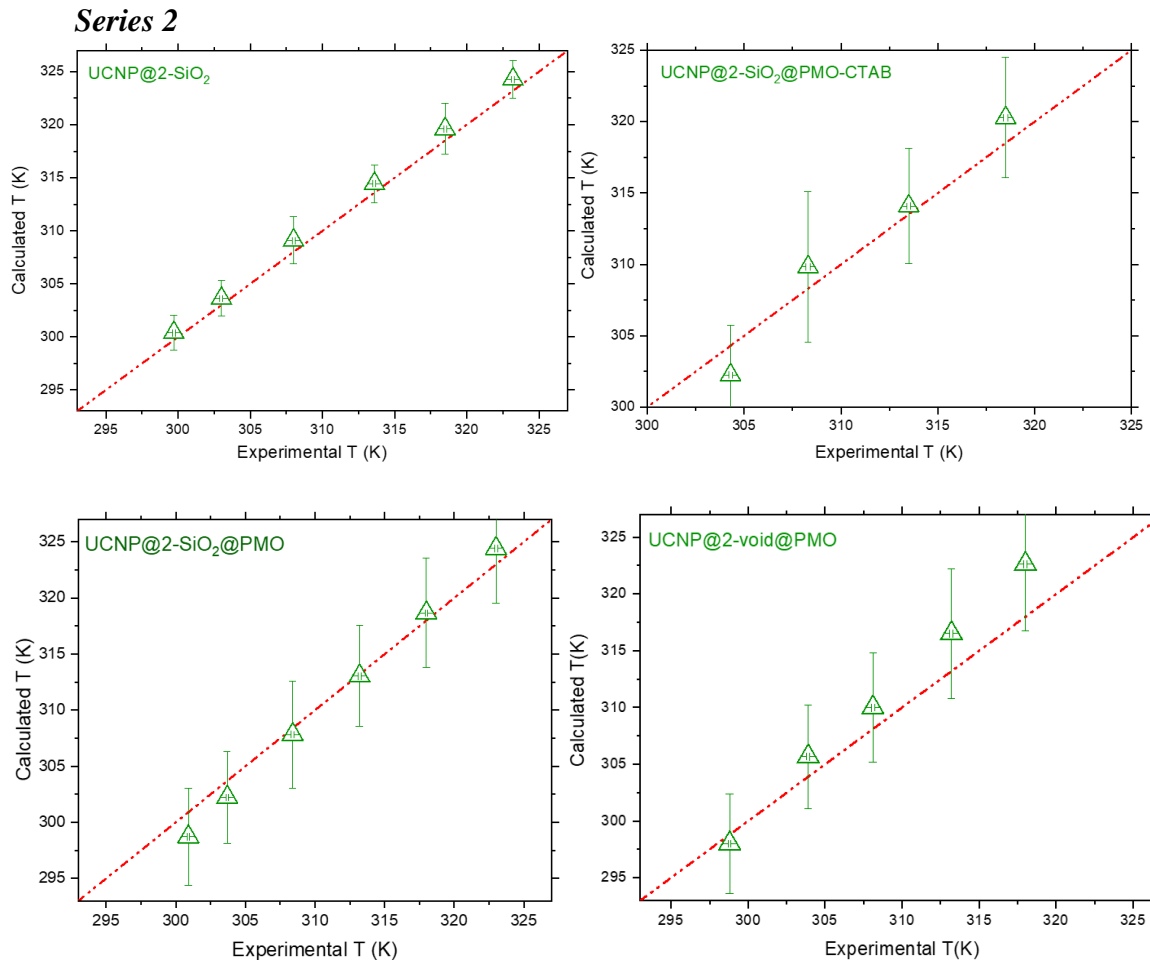 Series 2
UCNP@2-SiO₂
325
320
315
310
305
300
295
Calculated T (K)
295 300 305 310 315 320 325
Experimental T (K)
UCNP@2-SiO₂@PMO-CTAB
325
320
315
310
305
300
Calculated T (K)
300 305 310 315 320 325
Experimental T (K)
UCNP@2-SiO₂@PMO
325
320
315
310
305
300
295
Calculated T (K)
295 300 305 310 315 320 325
Experimental T (K)
UCNP@2-void@PMO
325
320
315
310
305
300
295
Calculated T(K)
295 300 305 310 315 320 325
Experimental T(K)